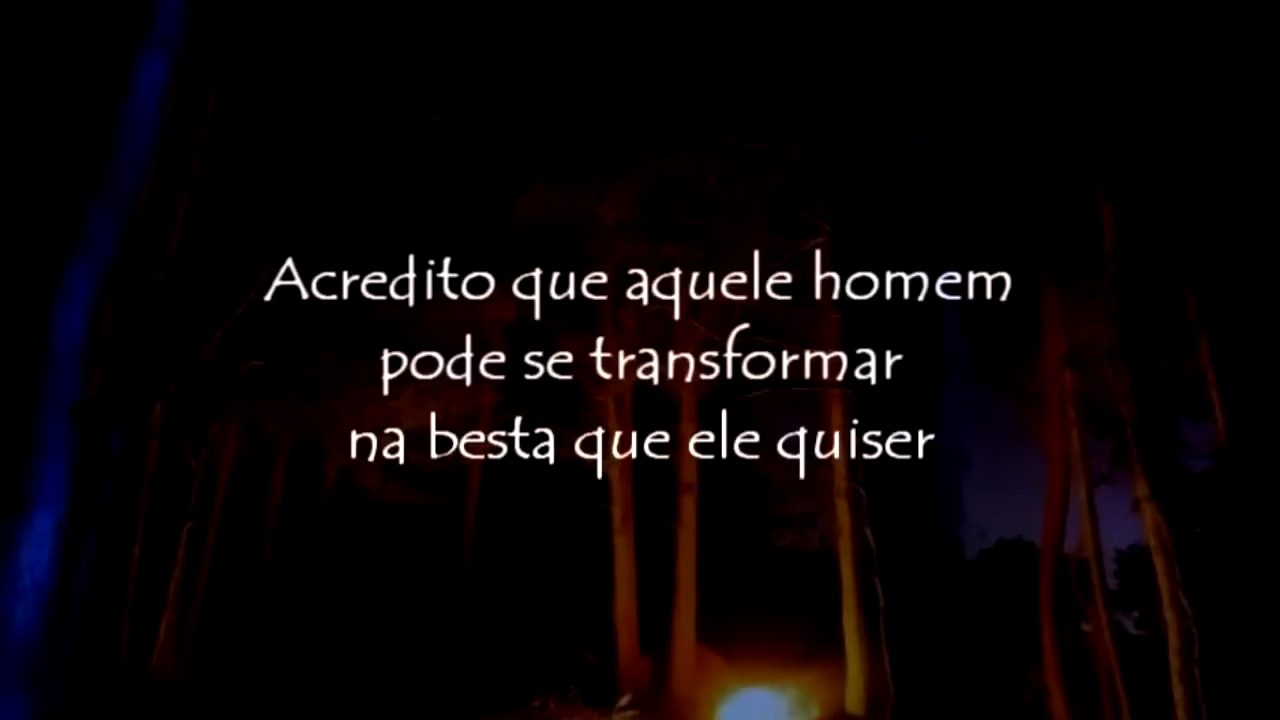 Acredito que aquele homem
pode se transformar
na besta que ele quiser